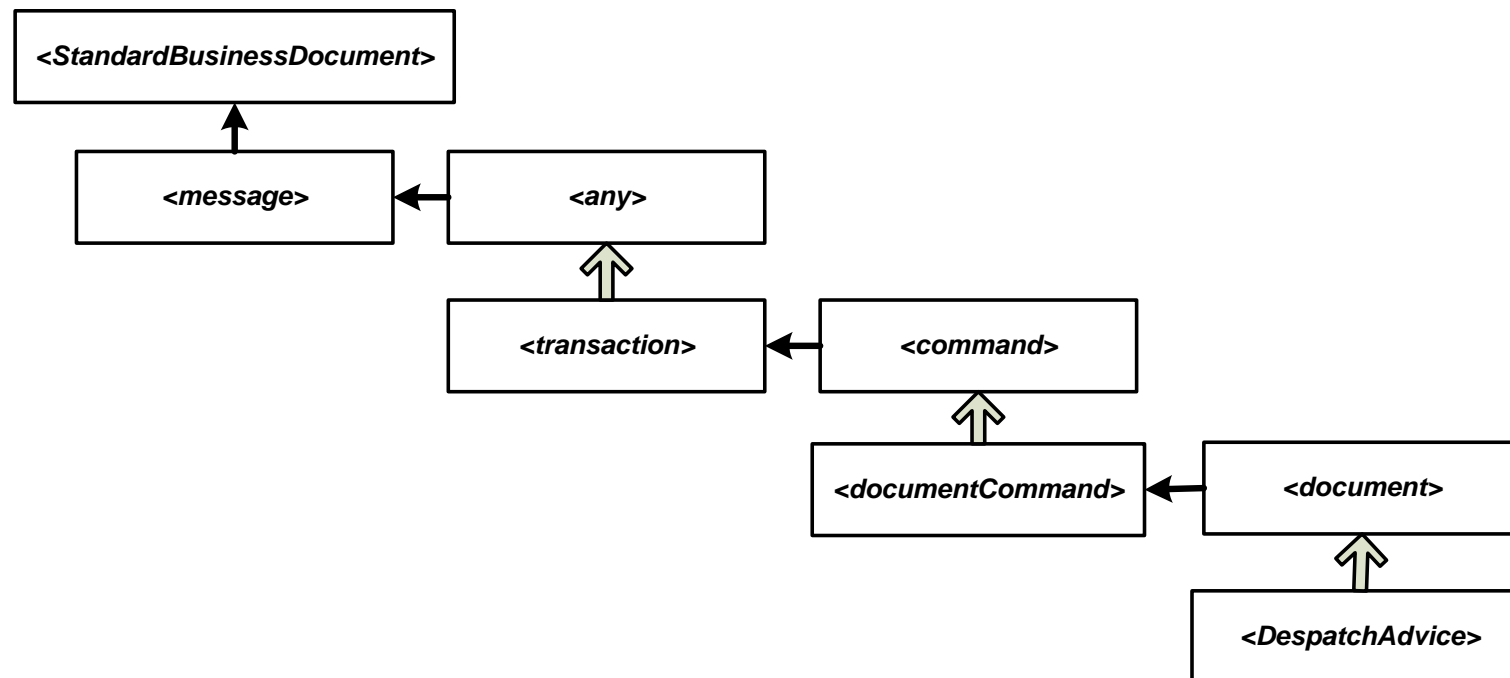 <StandardBusinessDocument>
<message>
<any>
<transaction>
<command>
<documentCommand>
<document>
<DespatchAdvice>